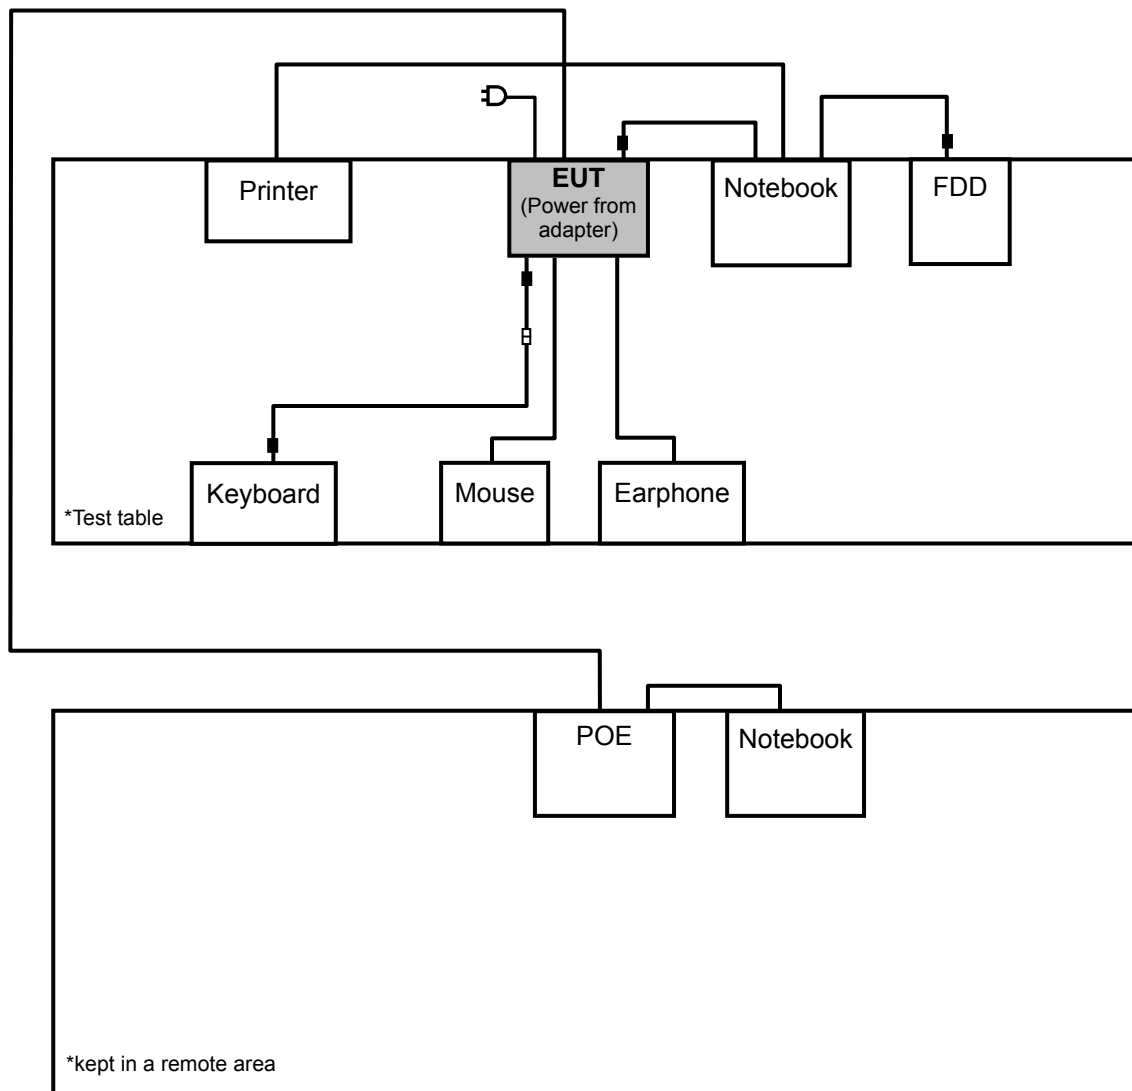 Printer
EUT
(Power from
adapter)
Notebook
FDD
Keyboard
Mouse
Earphone
*Test table
POE
Notebook
*kept in a remote area